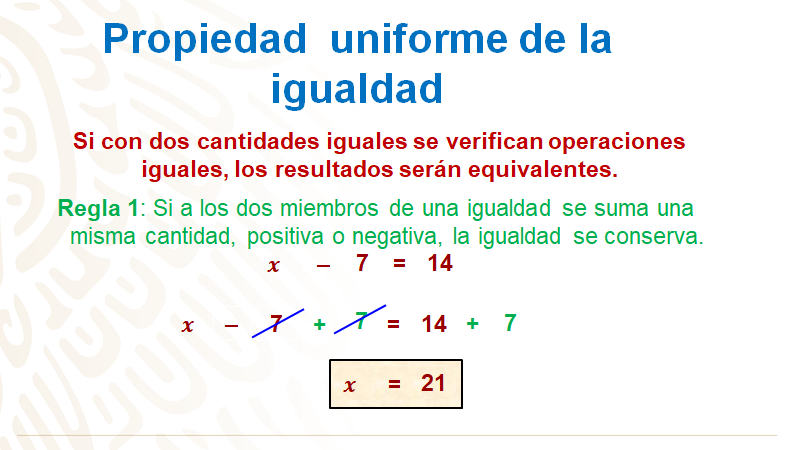 Propiedad uniforme de la
igualdad
Si con dos cantidades iguales se verifican operaciones
iguales, los resultados serán equivalentes.
Regla 1: Si a los dos miembros de una igualdad se suma una
misma cantidad, positiva o negativa, la igualdad se conserva.
x – 7 = 14
x – 7 + 7 = 14 + 7
x = 21